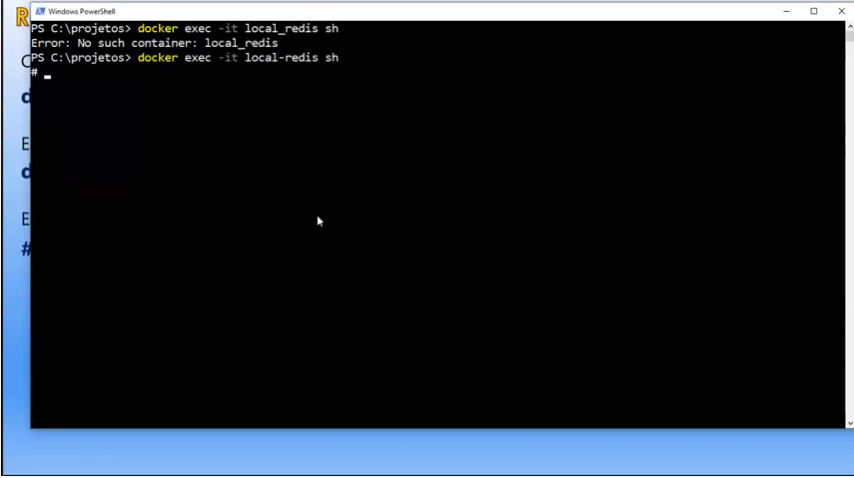 R
Windows PowerShell
PS C:\projetos> docker exec -it local_redis sh
Error: No such container: local_redis
PS C:\projetos> docker exec -it local-redis sh
#
C
d
E
d
E
#